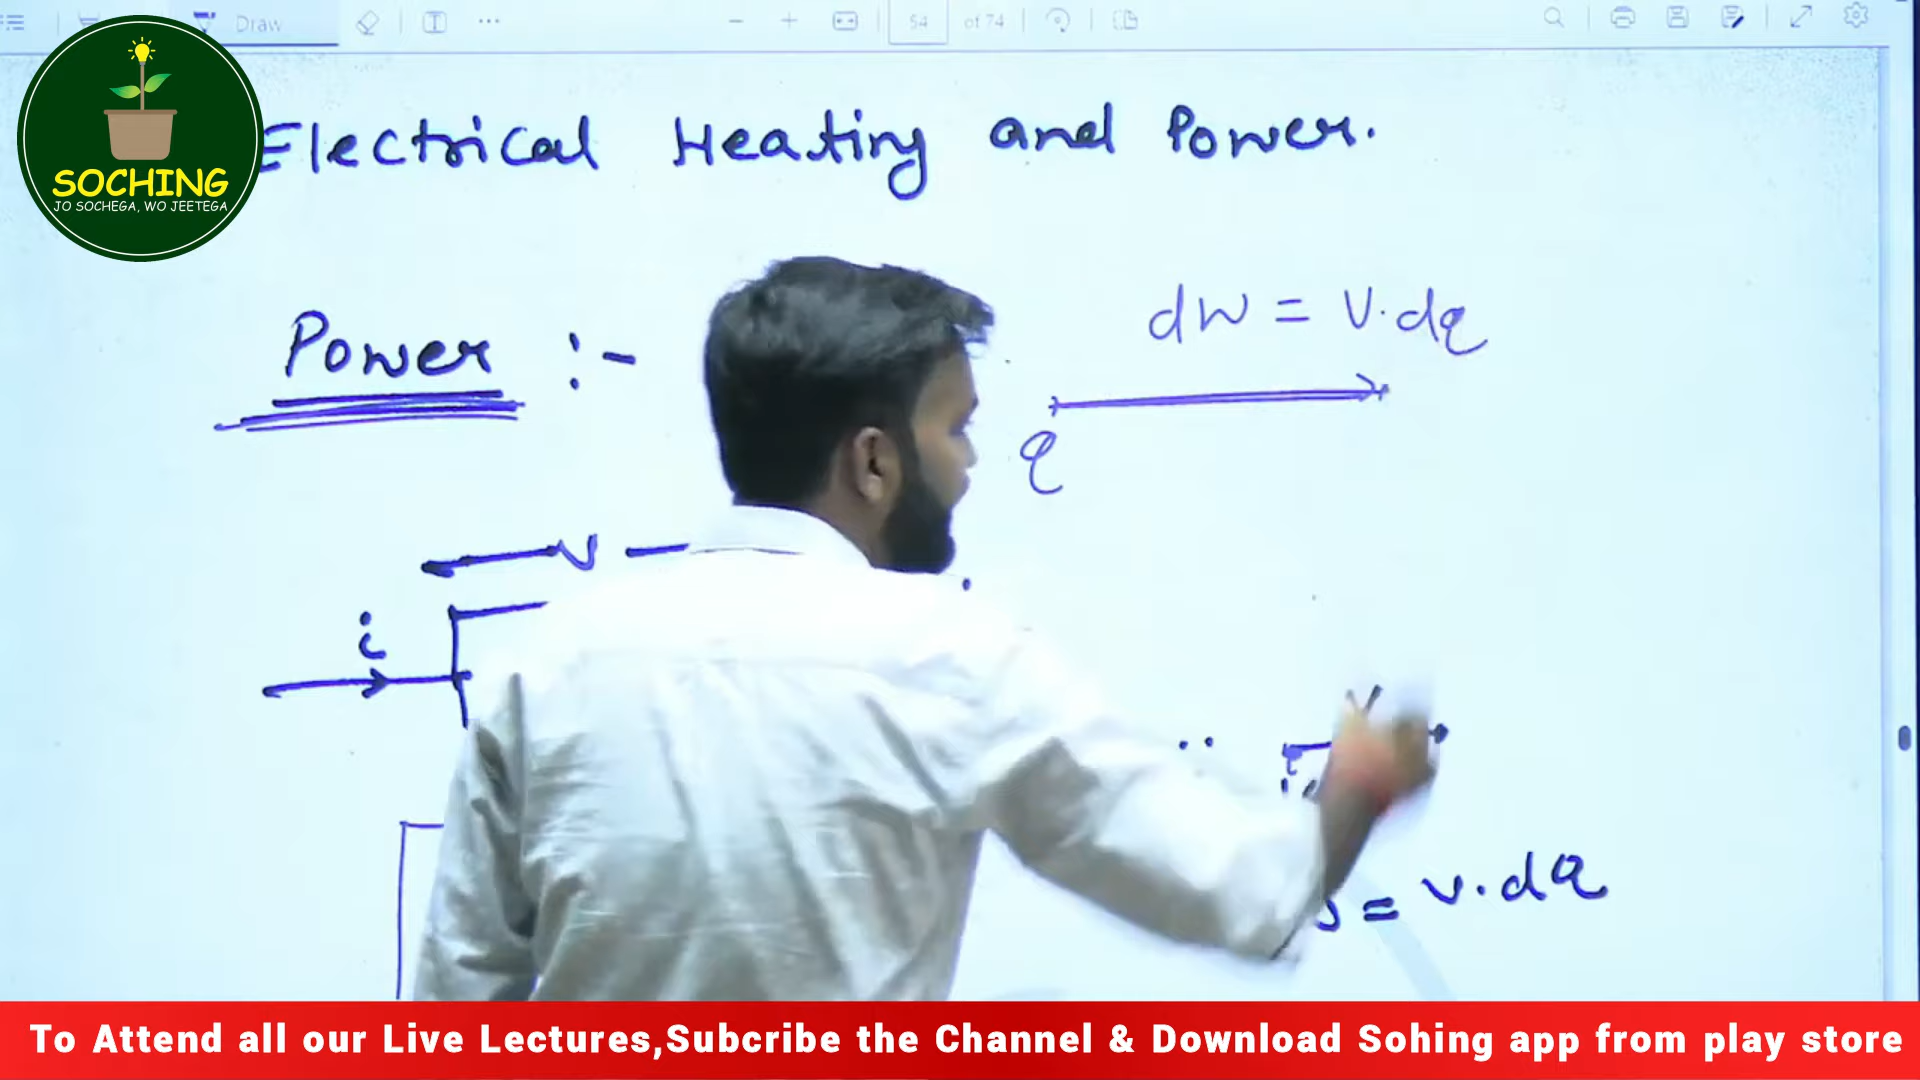 Draw
54 of 74
SOCHING
JO SOCHEGA, WO JEETEGA
Electrical Heating and Power.
Power :-
dw = V.dq
q
V
i
V
= V.dq
To Attend all our Live Lectures,Subcribe the Channel & Download Sohing app from play store